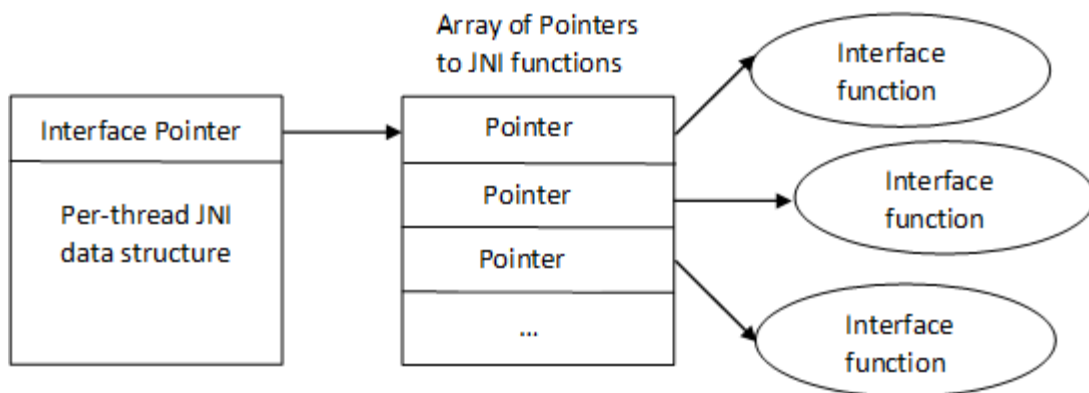 Array of Pointers
to JNI functions
Interface Pointer
Per-thread JNI
data structure
Pointer
Pointer
Pointer
...
Interface
function
Interface
function
Interface
function